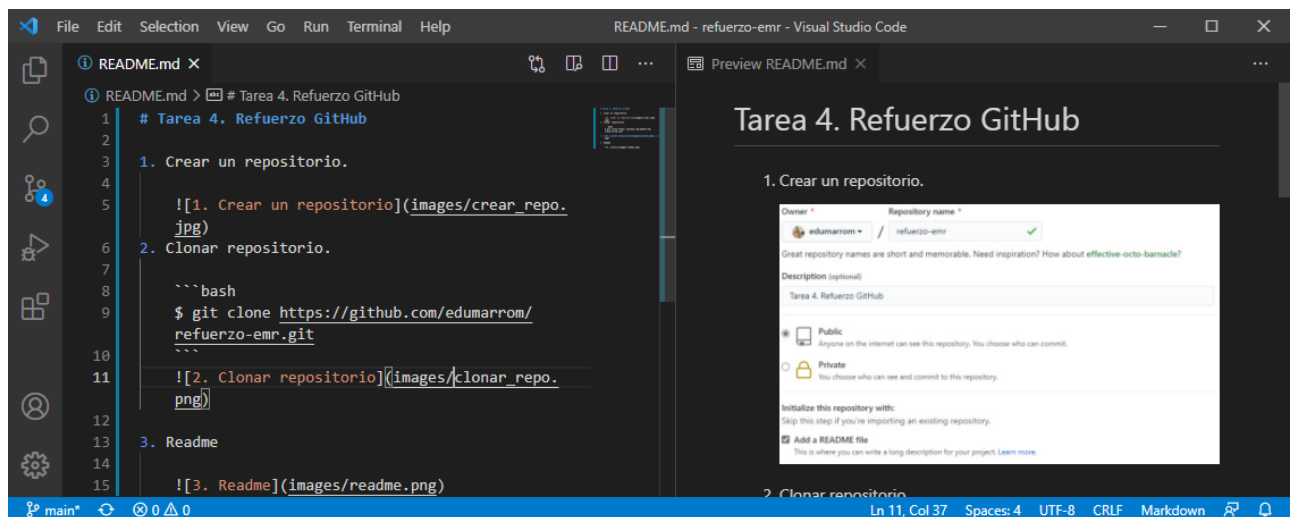 File Edit Selection View Go Run Terminal Help README.md - refuerzo-emr - Visual Studio Code
README.md
README.md > # Tarea 4. Refuerzo GitHub
1 # Tarea 4. Refuerzo GitHub
2
3 1. Crear un repositorio.
4
5 ![1. Crear un repositorio](images/crear_repo.
jpg)
6 2. Clonar repositorio.
7
8 ```bash
9 $ git clone https://github.com/edumarrom/
refuerzo-emr.git
10 ```
11 ![2. Clonar repositorio](images/clonar_repo.
png)
12
13 3. Readme
14
15 ![3. Readme](images/readme.png)
4
Preview README.md
Tarea 4. Refuerzo GitHub
1. Crear un repositorio.
Owner * Repository name *
edumarrom / refuerzo-emr
Great repository names are short and memorable. Need inspiration? How about effective-octo-barnacle?
Description (optional)
Tarea 4. Refuerzo GitHub
Public
Anyone on the internet can see this repository. You choose who can commit.
Private
You choose who can see and commit to this repository.
Initialize this repository with:
Skip this step if you're importing an existing repository.
Add a README file
This is where you can write a long description for your project. Learn more.
2. Clonar repositorio.
main* 0 0 Ln 11, Col 37 Spaces: 4 UTF-8 CRLF Markdown